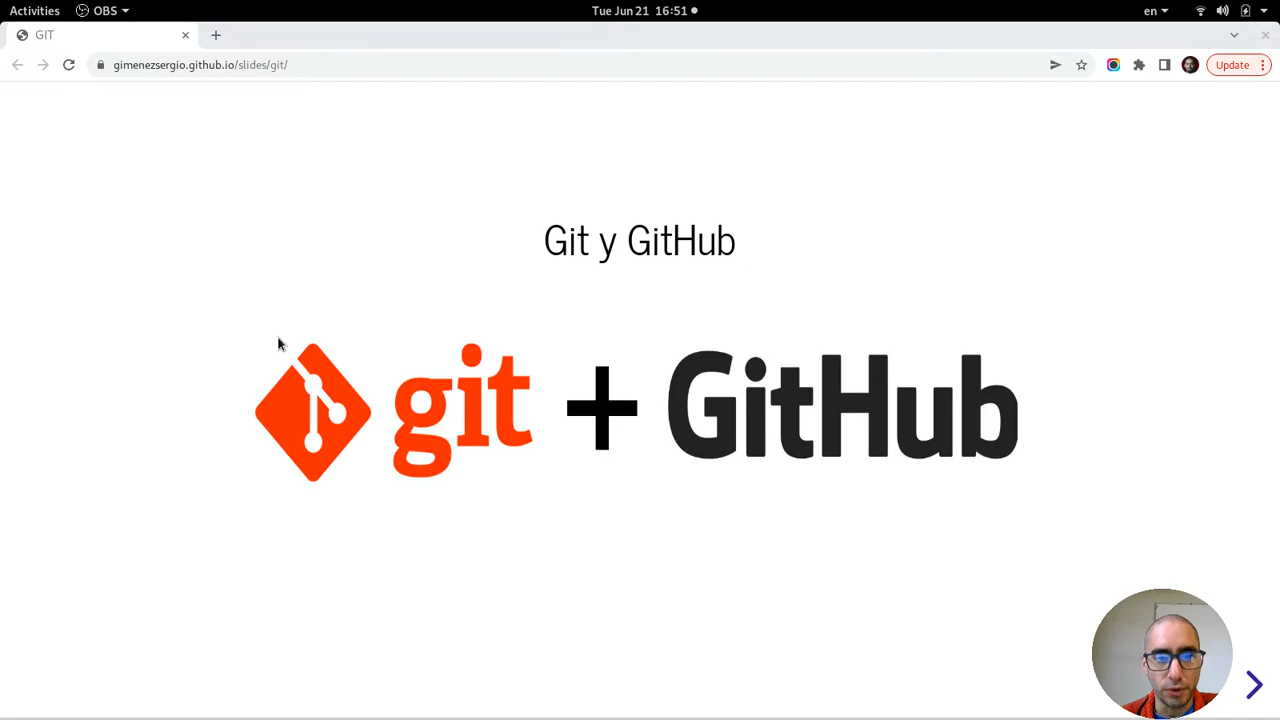 Activities OBS Tue Jun 21 16:51 en
GIT
gimenezsergio.github.io/slides/git/ Update
Git y GitHub
git + GitHub